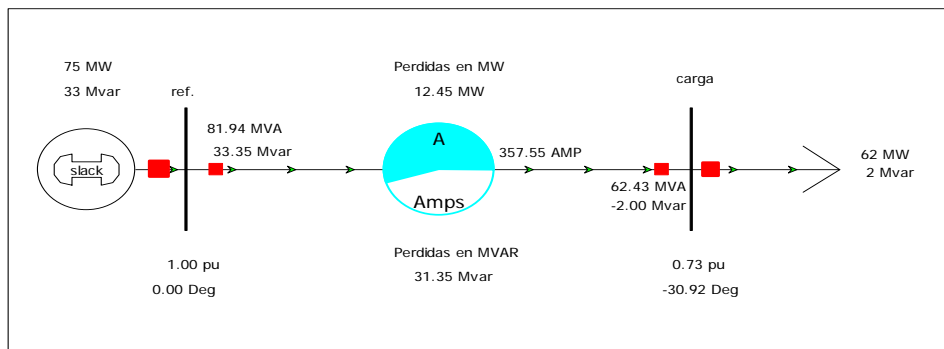 75 MW
33 Mvar
slack
ref.
81.94 MVA
33.35 Mvar
1.00 pu
0.00 Deg
Perdidas en MW
12.45 MW
A
Amps
357.55 AMP
Perdidas en MVAR
31.35 Mvar
carga
62.43 MVA
-2.00 Mvar
0.73 pu
-30.92 Deg
62 MW
2 Mvar